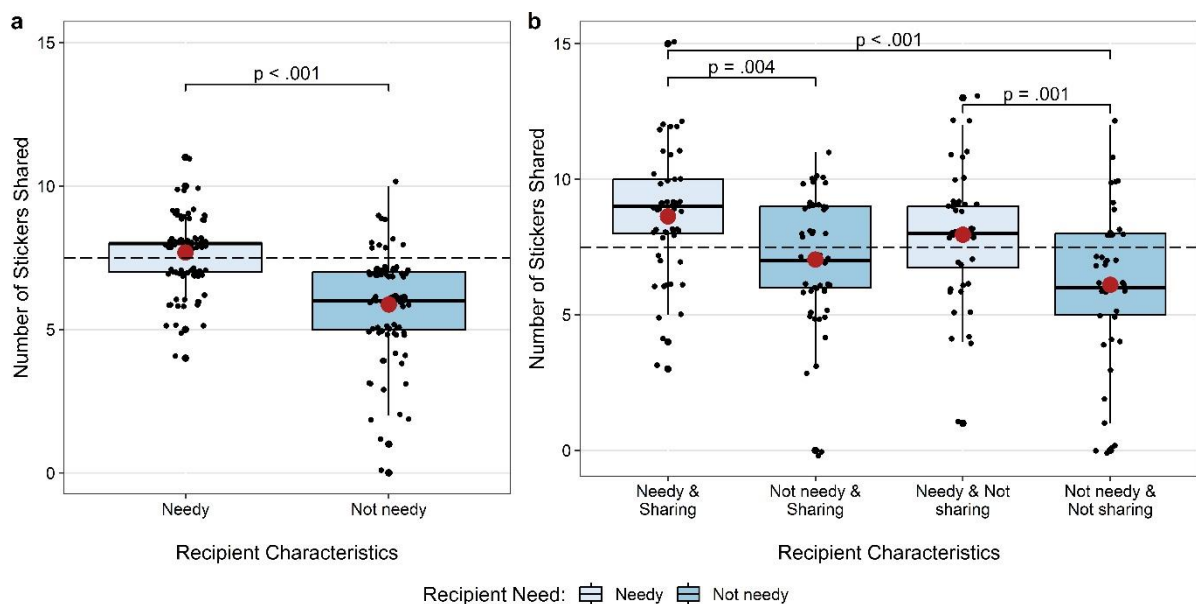 a
15
10
5
0
Number of Stickers Shared
p < .001
Needy
Not needy
Recipient Characteristics
b
15
10
5
0
Number of Stickers Shared
p < .001
p = .004
p = .001
Needy &
Sharing
Not needy &
Sharing
Needy & Not
sharing
Not needy &
Not sharing
Recipient Characteristics
Recipient Need: Needy Not needy